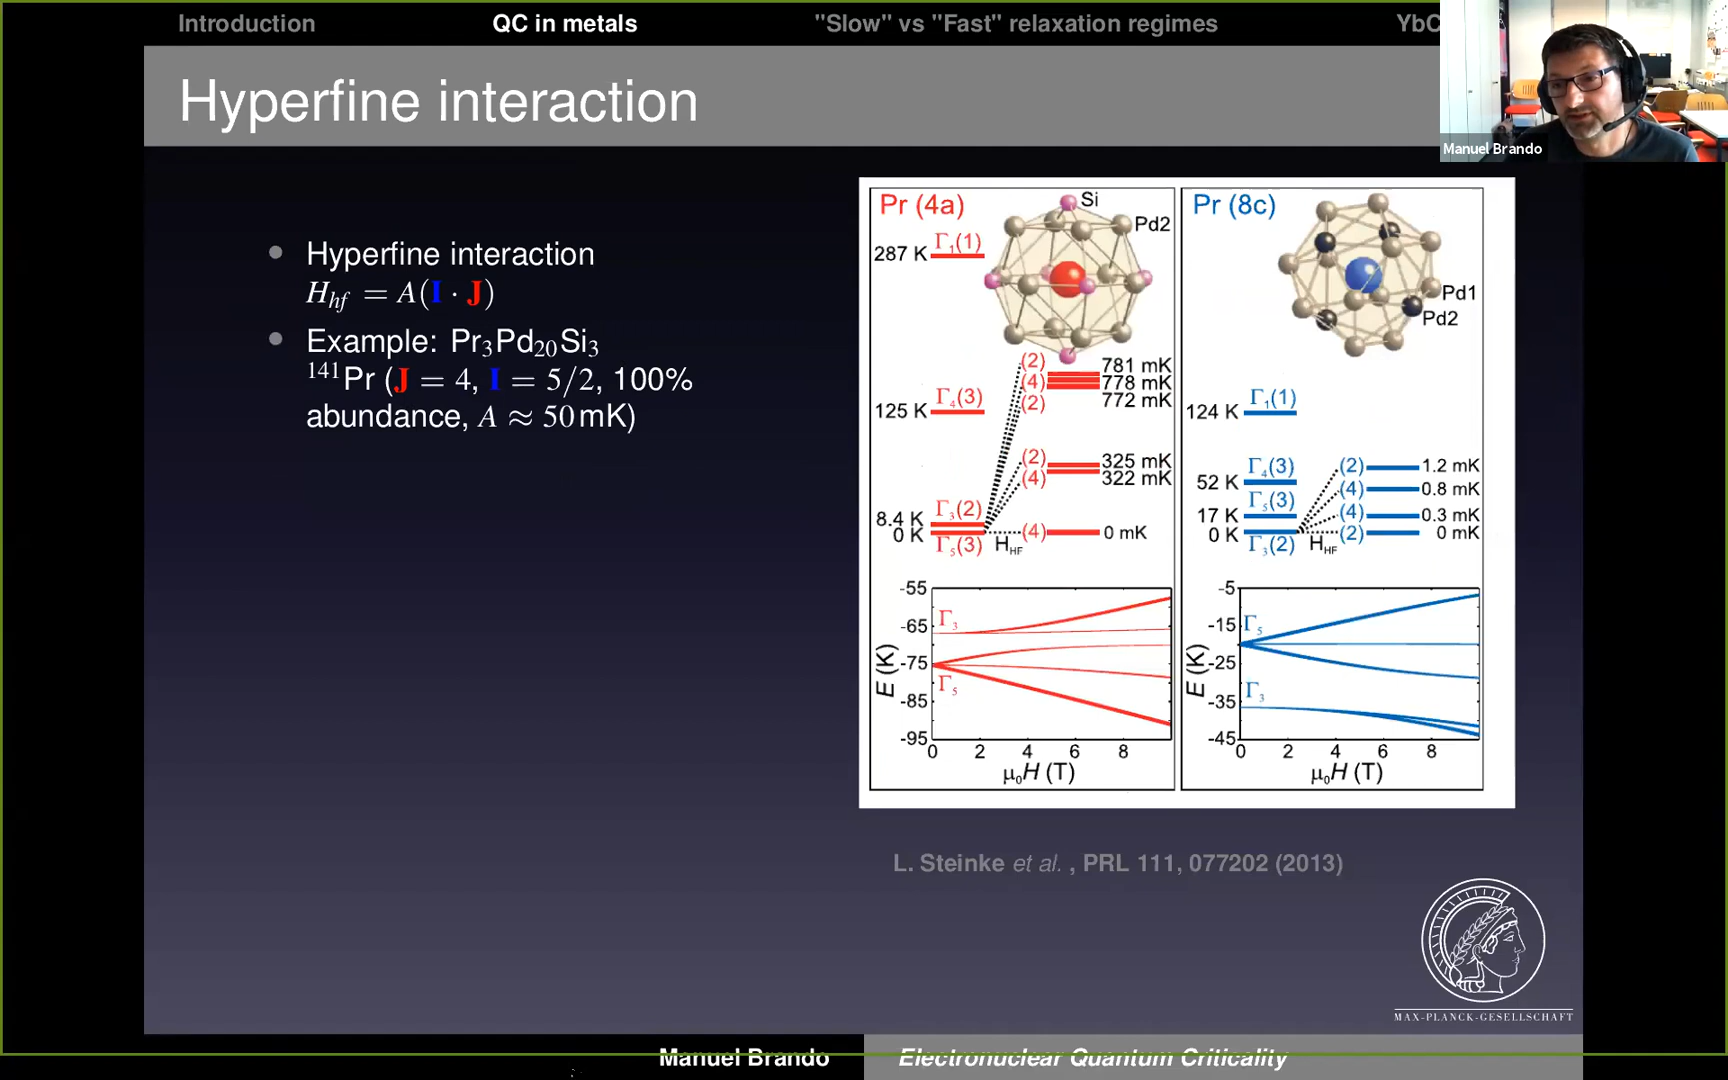 Introduction
QC in metals
"Slow" vs "Fast" relaxation regimes
YbC
Manuel Brando
Hyperfine interaction
• Hyperfine interaction
H_hf = A(I · J)
• Example: Pr₃Pd₂₀Si₃
¹⁴¹Pr (J = 4, I = 5/2, 100%
abundance, A ≈ 50 mK)
Pr (4a)
Si
Pd2
287 K Γ₁(1)
125 K Γ₄(3)
8.4 K Γ₃(2)
0 K Γ₅(3)
H_HF
(2) 781 mK
(4) 778 mK
(2) 772 mK
(2) 325 mK
(4) 322 mK
(4) 0 mK
-55
-65
-75
-85
-95
E (K)
Γ₃
Γ₅
0 2 4 6 8
μ₀H (T)
Pr (8c)
Pd1
Pd2
124 K Γ₁(1)
52 K Γ₄(3)
17 K Γ₅(3)
0 K Γ₃(2)
H_HF
(2) 1.2 mK
(4) 0.8 mK
(4) 0.3 mK
(2) 0 mK
-5
-15
-25
-35
-45
E (K)
Γ₅
Γ₃
0 2 4 6 8
μ₀H (T)
L. Steinke et al. , PRL 111, 077202 (2013)
MAX-PLANCK-GESELLSCHAFT
Manuel Brando
Electronuclear Quantum Criticality